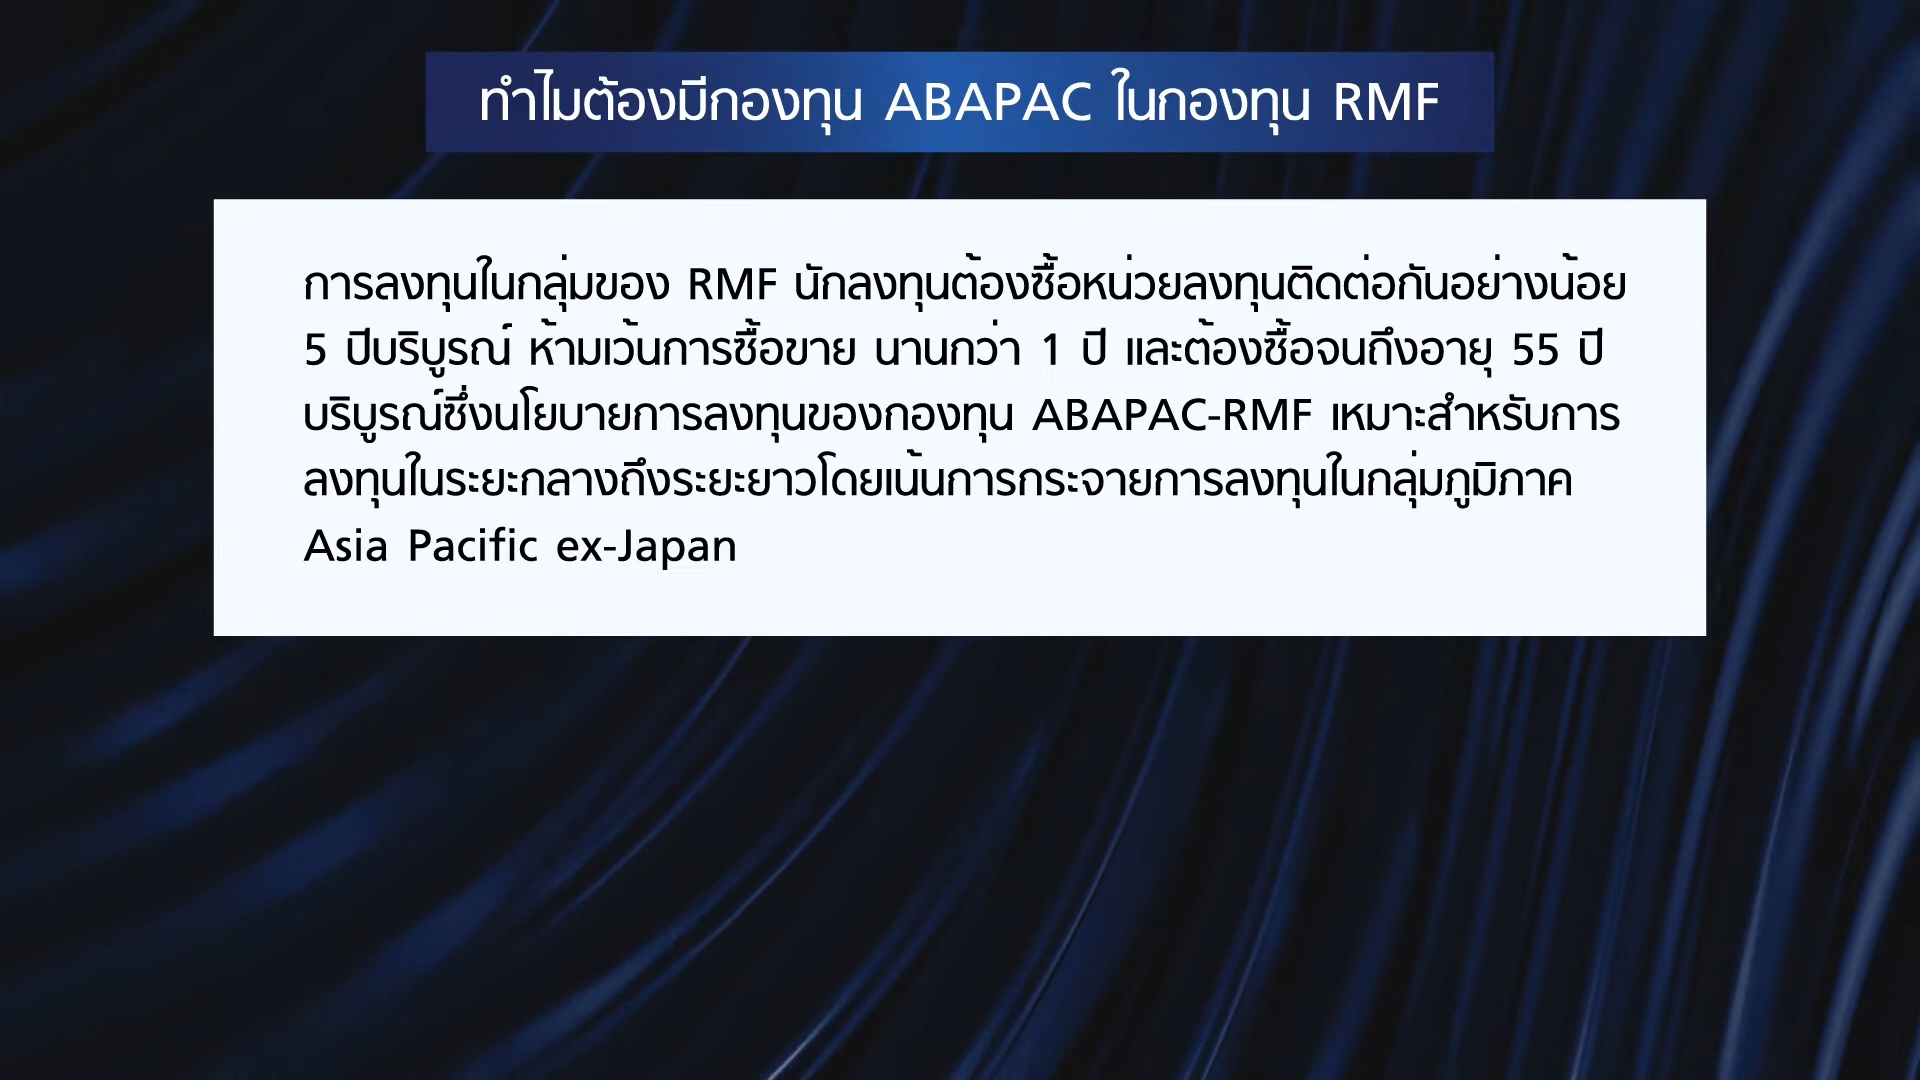 ทำไมต้องมีกองทุน ABAPAC ในกองทุน RMF
การลงทุนในกลุ่มของ RMF นักลงทุนต้องซื้อหน่วยลงทุนติดต่อกันอย่างน้อย
5 ปีบริบูรณ์ ห้ามเว้นการซื้อขาย นานกว่า 1 ปี และต้องซื้อจนถึงอายุ 55 ปี
บริบูรณ์ซึ่งนโยบายการลงทุนของกองทุน ABAPAC-RMF เหมาะสำหรับการ
ลงทุนในระยะกลางถึงระยะยาวโดยเน้นการกระจายการลงทุนในกลุ่มภูมิภาค
Asia Pacific ex-Japan